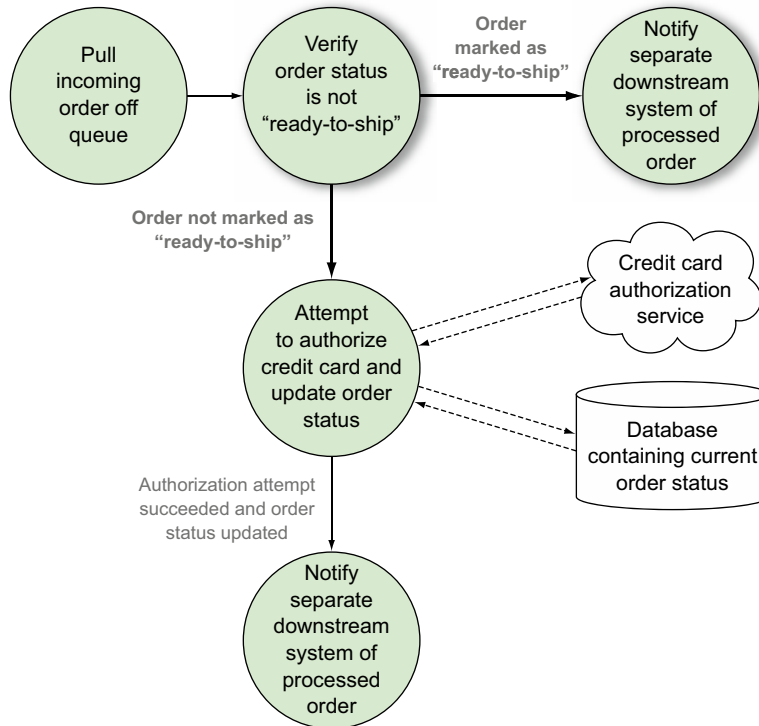 Pull
incoming
order off
queue
Verify
order status
is not
“ready-to-ship”
Order
marked as
“ready-to-ship”
Notify
separate
downstream
system of
processed
order
Order not marked as
“ready-to-ship”
Attempt
to authorize
credit card and
update order
status
Credit card
authorization
service
Database
containing current
order status
Authorization attempt
succeeded and order
status updated
Notify
separate
downstream
system of
processed
order